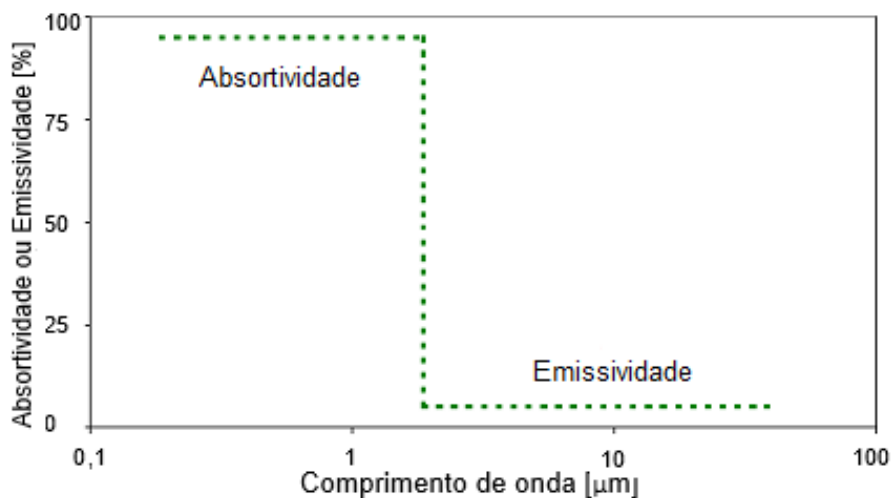 Absortividade ou Emissividade [%]
100
75
50
25
0
Absortividade
Emissividade
0,1
1
10
100
Comprimento de onda [µm]